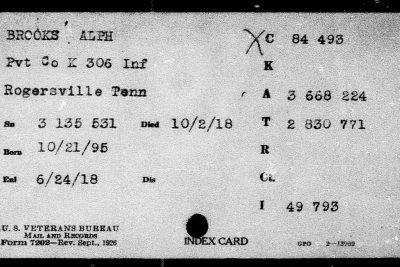 BROOKS ALPH
XC 84 493
Pvt Co K 306 Inf
K
Rogersville Tenn
A 3 668 224
Sn 3 135 531 Died 10/2/18
T 2 830 771
Born 10/21/95
R
Enl 6/24/18 Dis
Ct.
I 49 793
U. S. VETERANS BUREAU
MAIL AND RECORDS
Form 7202—Rev. Sept., 1926
INDEX CARD
GPO